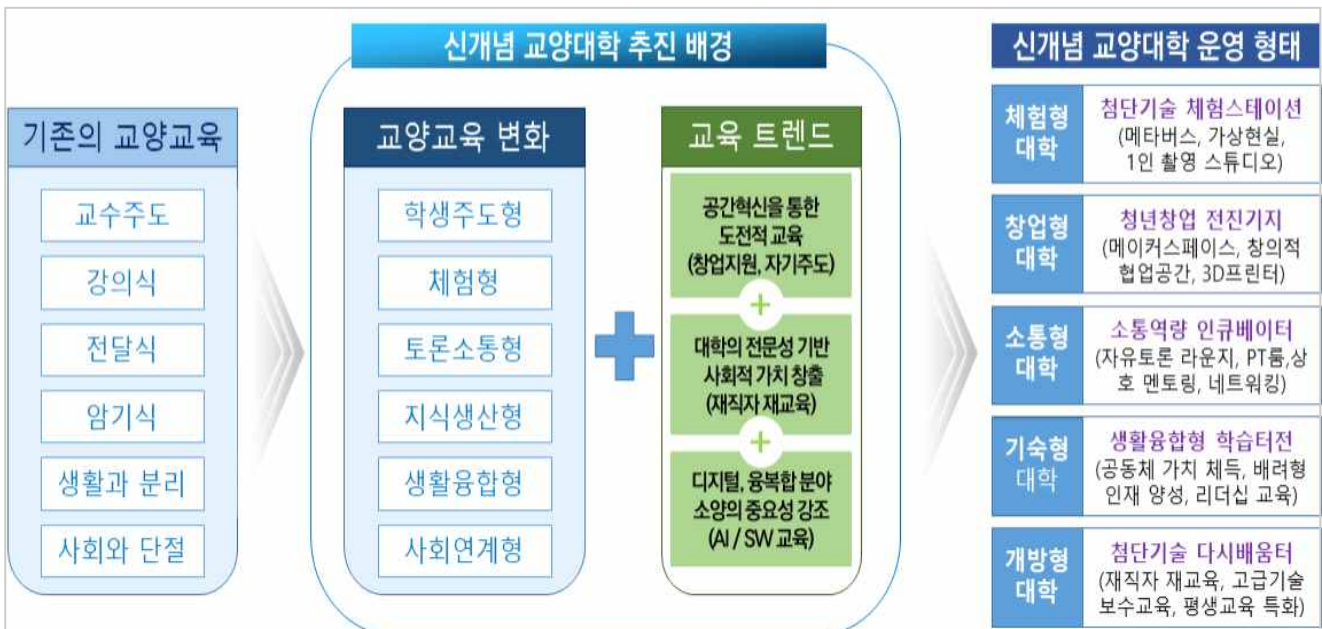 신개념 교양대학 추진 배경
기존의 교양교육
교수주도
강의식
전달식
암기식
생활과 분리
사회와 단절
교양교육 변화
학생주도형
체험형
토론소통형
지식생산형
생활융합형
사회연계형
교육 트렌드
공간혁신을 통한
도전적 교육
(창업지원, 자기주도)
+
대학의 전문성 기반
사회적 가치 창출
(재직자 재교육)
+
디지털, 융복합 분야
소양의 중요성 강조
(AI / SW 교육)
신개념 교양대학 운영 형태
체험형
대학
첨단기술 체험스테이션
(메타버스, 가상현실,
1인 촬영 스튜디오)
창업형
대학
청년창업 전진기지
(메이커스페이스, 창의적
협업공간, 3D프린터)
소통형
대학
소통역량 인큐베이터
(자유토론 라운지, PT룸,상
호 멘토링, 네트워킹)
기숙형
대학
생활융합형 학습터전
(공동체 가치 체득, 배려형
인재 양성, 리더십 교육)
개방형
대학
첨단기술 다시배움터
(재직자 재교육, 고급기술
보수교육, 평생교육 특화)